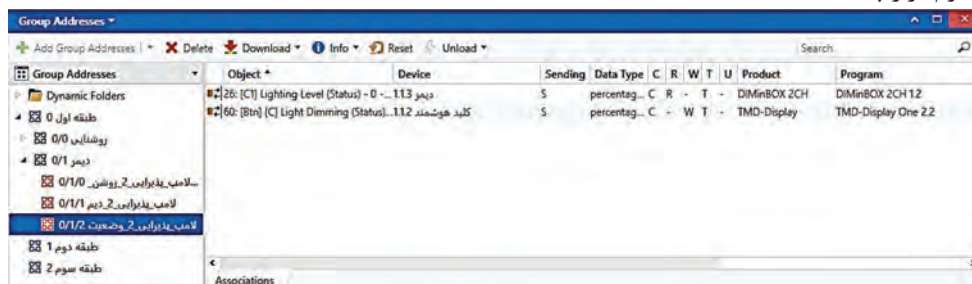 Group Addresses
Add Group Addresses Delete Download Info Reset Unload Search
Group Addresses Object Device Sending Data Type C R W T U Product Program
Dynamic Folders
26: [C1] Lighting Level (Status) - 0 -... 1.1.3 دیمر S percentag... C R - T - DIMinBOX 2CH DIMinBOX 2CH 1.2
60: [Btn] [C] Light Dimming (Status)... 1.1.2 کلید هوشمند S percentag... C - W T - TMD-Display TMD-Display One 2.2
0 طبقه اول
0/0 روشنایی
0/1 دیمر
0/1/0 لامپ_پذیرایی_2_روشن_...
0/1/1 لامپ_پذیرایی_2_دیم
0/1/2 لامپ_پذیرایی_2_وضعیت
1 طبقه دوم
2 طبقه سوم
Associations